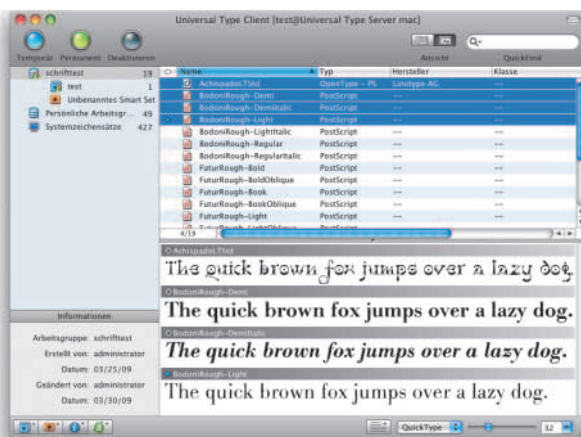 Universal Type Client [test@Universal Type Server mac]
Temporär Permanent Deaktivieren
Ansicht
QuickFind
schrifttest 19
test 1
Unbenanntes Smart Set
Persönliche Arbeitsgr... 49
Systemzeichensätze 427
Name Typ Hersteller Klasse
AchispadoLTStd OpenType - PS Linotype AG --
BodoniRough-Demi PostScript -- --
BodoniRough-DemiItalic PostScript -- --
BodoniRough-Light PostScript -- --
BodoniRough-LightItalic PostScript -- --
BodoniRough-Regular PostScript -- --
BodoniRough-RegularItalic PostScript -- --
FuturRough-Bold PostScript -- --
FuturRough-BoldOblique PostScript -- --
FuturRough-Book PostScript -- --
FuturRough-BookOblique PostScript -- --
FuturRough-Light PostScript -- --
FuturRough-LightOblique PostScript -- --
4/19
AchispadoLTStd
The quick brown fox jumps over a lazy dog.
BodoniRough-Demi
The quick brown fox jumps over a lazy dog.
BodoniRough-DemiItalic
The quick brown fox jumps over a lazy dog.
BodoniRough-Light
The quick brown fox jumps over a lazy dog.
Informationen
Arbeitsgruppe: schrifttest
Erstellt von: administrator
Datum: 03/25/09
Geändert von: administrator
Datum: 03/30/09
QuickType
12